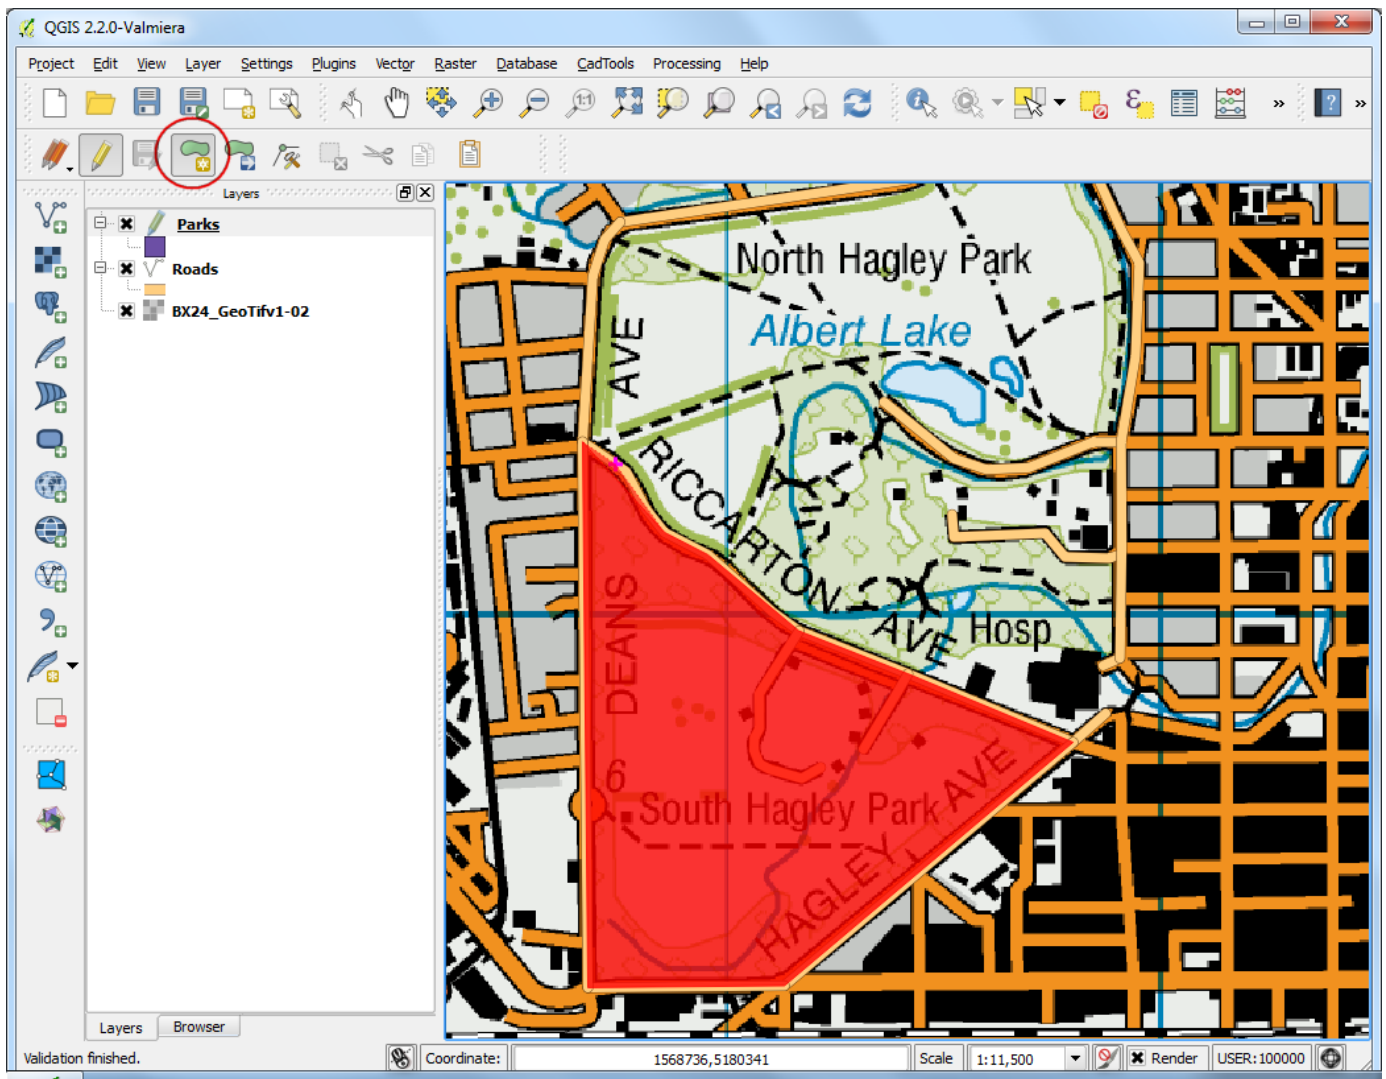 QGIS 2.2.0-Valmiera
Project Edit View Layer Settings Plugins Vector Raster Database CadTools Processing Help
1:1
ε
?
»
»
Layers
Parks
Roads
BX24_GeoTifv1-02
North Hagley Park
Albert Lake
AVE
RICCARTON
AVE
Hosp
DEANS
6
South Hagley Park
HAGLEY AVE
Layers Browser
Validation finished. Coordinate: 1568736,5180341 Scale 1:11,500 Render USER:100000